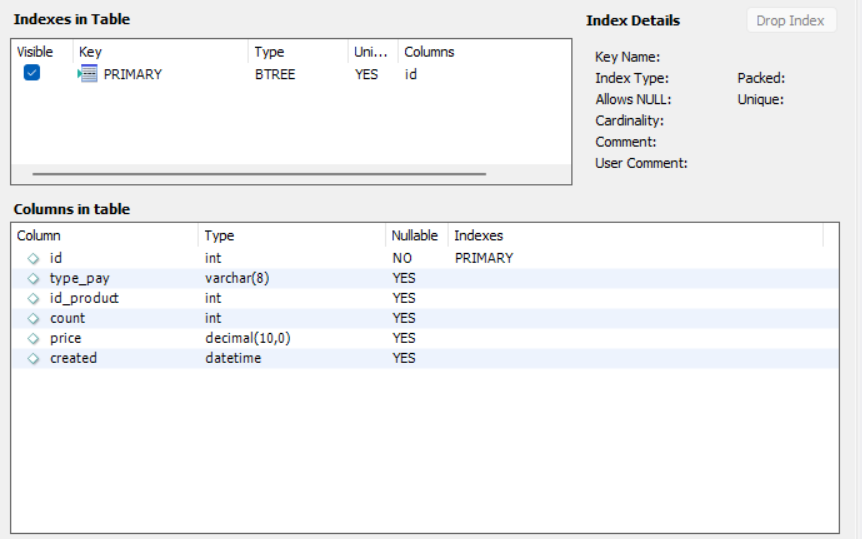 Indexes in Table
Visible Key Type Uni... Columns
PRIMARY BTREE YES id
Index Details Drop Index
Key Name:
Index Type: Packed:
Allows NULL: Unique:
Cardinality:
Comment:
User Comment:
Columns in table
Column Type Nullable Indexes
id int NO PRIMARY
type_pay varchar(8) YES
id_product int YES
count int YES
price decimal(10,0) YES
created datetime YES